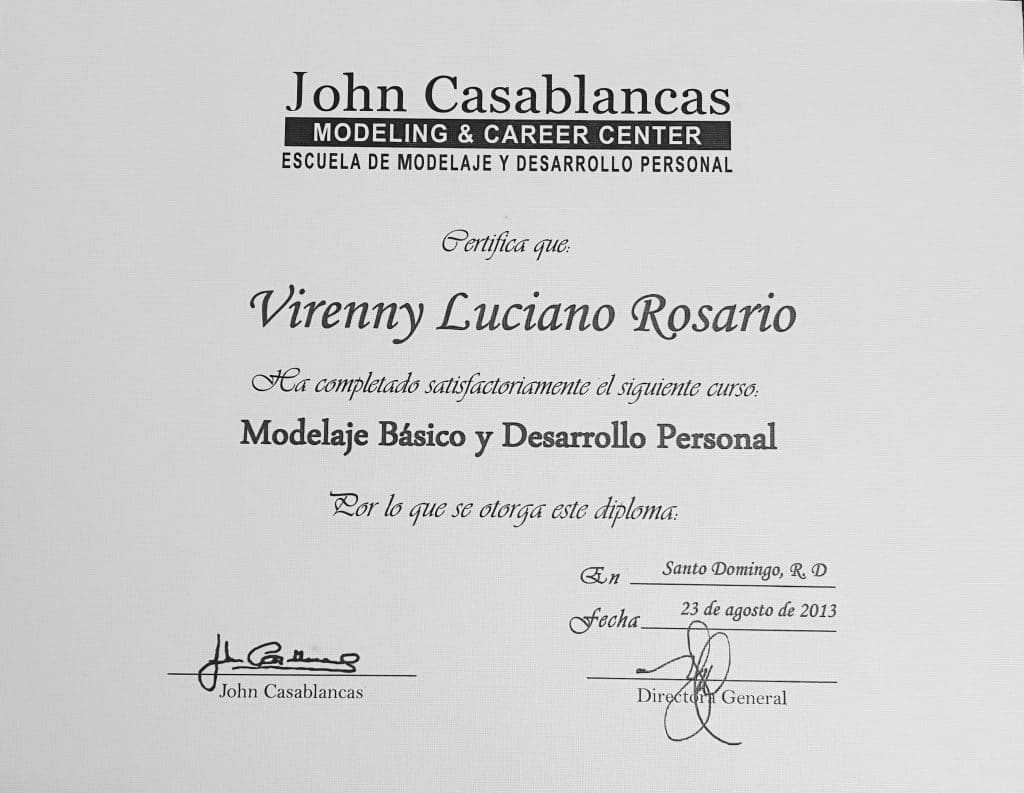 John Casablancas
MODELING & CAREER CENTER
ESCUELA DE MODELAJE Y DESARROLLO PERSONAL
Certifica que:
Virenny Luciano Rosario
Ha completado satisfactoriamente el siguiente curso:
Modelaje Básico y Desarrollo Personal
Por lo que se otorga este diploma:
En Santo Domingo, R. D
Fecha 23 de agosto de 2013
John Casablancas
John Casablancas
Directora General